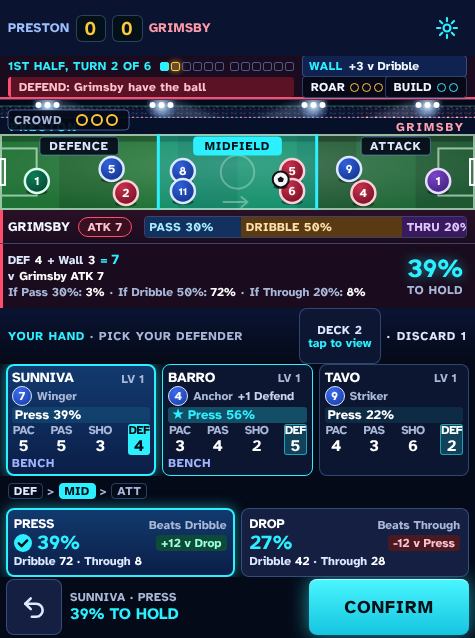 PRESTON 0 0 GRIMSBY
1ST HALF, TURN 2 OF 6
WALL +3 v Dribble
DEFEND: Grimsby have the ball
ROAR BUILD
CROWD
GRIMSBY
DEFENCE MIDFIELD ATTACK
5 8 5 9
1 1
2 11 6 4
GRIMSBY ATK 7 PASS 30% DRIBBLE 50% THRU 20%
DEF 4 + Wall 3 = 7
v Grimsby ATK 7
If Pass 30%: 3% · If Dribble 50%: 72% · If Through 20%: 8%
39%
TO HOLD
YOUR HAND · PICK YOUR DEFENDER
DECK 2
tap to view
· DISCARD 1
SUNNIVA LV 1
7 Winger
Press 39%
PAC PAS SHO DEF
5 5 3 4
BENCH
BARRO LV 1
4 Anchor +1 Defend
★ Press 56%
PAC PAS SHO DEF
3 4 2 5
BENCH
TAVO LV 1
9 Striker
Press 22%
PAC PAS SHO DEF
4 3 6 2
DEF > MID > ATT
PRESS Beats Dribble
39% +12 v Drop
Dribble 72 · Through 8
DROP Beats Through
27% -12 v Press
Dribble 42 · Through 28
SUNNIVA · PRESS
39% TO HOLD
CONFIRM